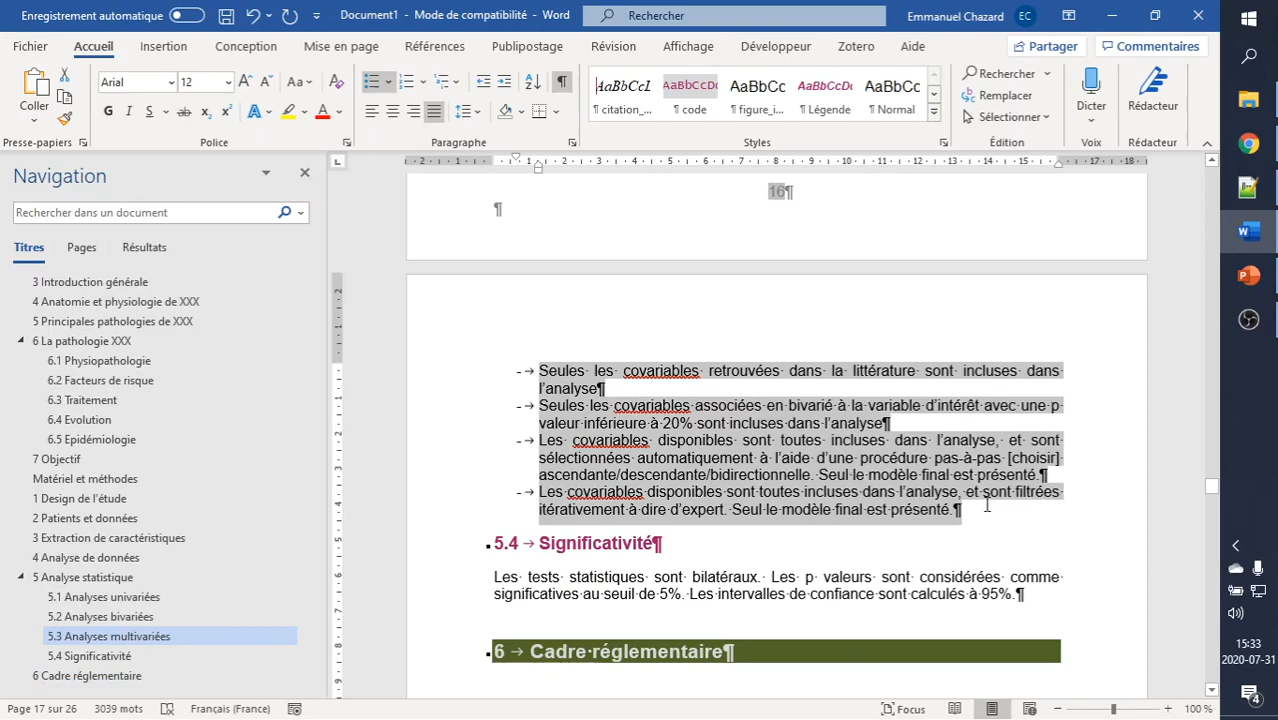 Enregistrement automatique
Document1 - Mode de compatibilité - Word
Rechercher
Emmanuel Chazard
EC
Fichier
Accueil
Insertion
Conception
Mise en page
Références
Publipostage
Révision
Affichage
Développeur
Zotero
Aide
Partager
Commentaires
Coller
Arial
12
Aa
G I S ab x₂ x²
AaBbCcI
AaBbCcDc
AaBbCc
AaBbCcDc
AaBbCc
¶ citation_...
¶ code
¶ figure_i...
¶ Légende
¶ Normal
Rechercher
Remplacer
Sélectionner
Dicter
Rédacteur
Presse-papiers
Police
Paragraphe
Styles
Édition
Voix
Rédacteur
Navigation
Rechercher dans un document
Titres
Pages
Résultats
3 Introduction générale
4 Anatomie et physiologie de XXX
5 Principales pathologies de XXX
6 La pathologie XXX
6.1 Physiopathologie
6.2 Facteurs de risque
6.3 Traitement
6.4 Evolution
6.5 Epidémiologie
7 Objectif
Matériel et méthodes
1 Design de l'étude
2 Patients et données
3 Extraction de connaissances
4 Analyse de données
5 Analyse statistique
5.1 Analyses univariées
5.2 Analyses bivariées
5.3 Analyses multivariées
5.4 Significativité
6 Cadre réglementaire
16¶
¶
- → Seules les covariables retrouvées dans la littérature sont incluses dans
l'analyse¶
- → Seules les covariables associées en bivarié à la variable d'intérêt avec une p
valeur inférieure à 20% sont incluses dans l'analyse¶
- → Les covariables disponibles sont toutes incluses dans l'analyse, et sont
sélectionnées automatiquement à l'aide d'une procédure pas-à-pas [choisir]
ascendante/descendante/bidirectionnelle. Seul le modèle final est présenté.¶
- → Les covariables disponibles sont toutes incluses dans l'analyse, et sont filtrées
itérativement à dire d'expert. Seul le modèle final est présenté.¶
5.4 → Significativité¶
Les tests statistiques sont bilatéraux. Les p valeurs sont considérées comme
significatives au seuil de 5%. Les intervalles de confiance sont calculés à 95%.¶
6 → Cadre réglementaire¶
Page 17 sur 26
3039 mots
Français (France)
Focus
100 %
15:33
2020-07-31
4